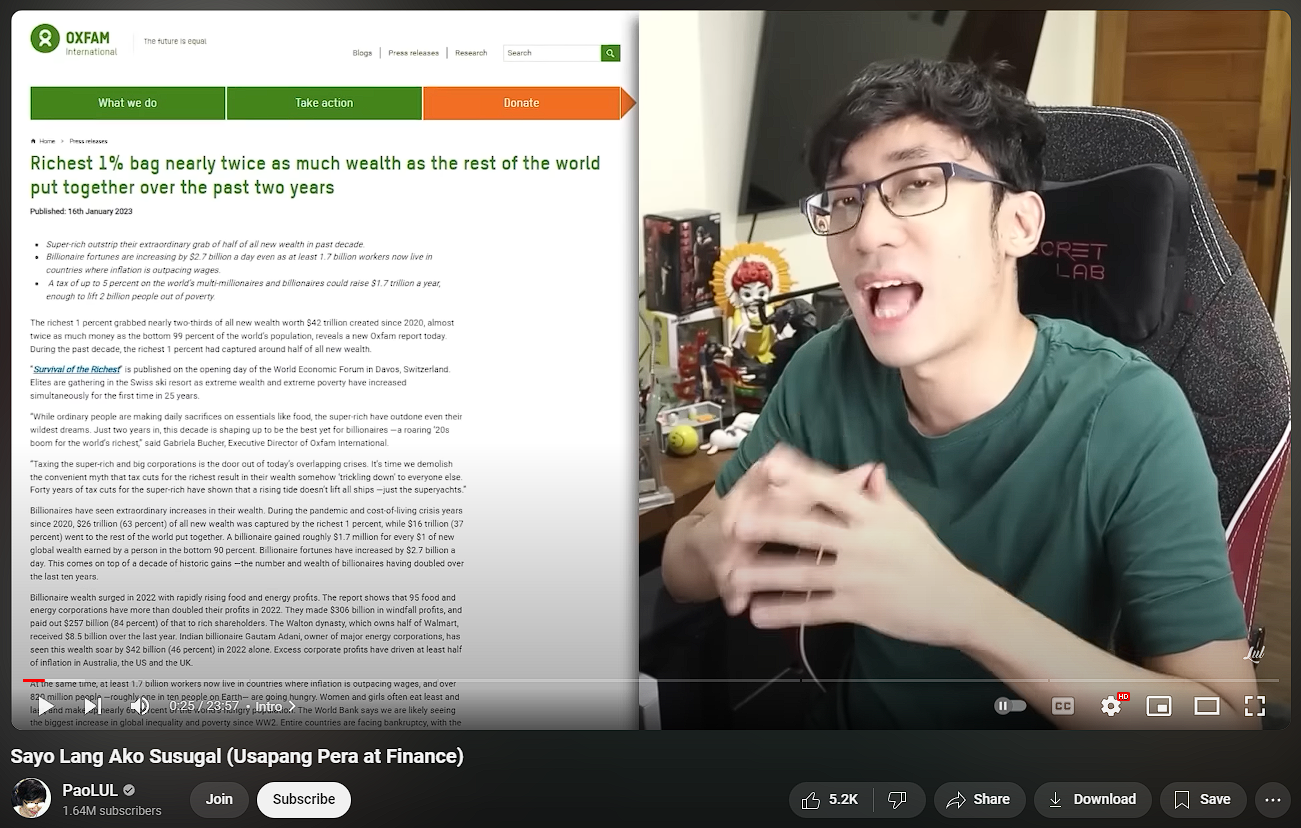 OXFAM
International
The future is equal
Blogs
Press releases
Research
Search
What we do
Take action
Donate
Home > Press releases
Richest 1% bag nearly twice as much wealth as the rest of the world
put together over the past two years
Published: 16th January 2023
• Super-rich outstrip their extraordinary grab of half of all new wealth in past decade.
• Billionaire fortunes are increasing by $2.7 billion a day even as at least 1.7 billion workers now live in
countries where inflation is outpacing wages.
• A tax of up to 5 percent on the world's multi-millionaires and billionaires could raise $1.7 trillion a year,
enough to lift 2 billion people out of poverty.
The richest 1 percent grabbed nearly two-thirds of all new wealth worth $42 trillion created since 2020, almost
twice as much money as the bottom 99 percent of the world's population, reveals a new Oxfam report today.
During the past decade, the richest 1 percent had captured around half of all new wealth.
"Survival of the Richest" is published on the opening day of the World Economic Forum in Davos, Switzerland.
Elites are gathering in the Swiss ski resort as extreme wealth and extreme poverty have increased
simultaneously for the first time in 25 years.
"While ordinary people are making daily sacrifices on essentials like food, the super-rich have outdone even their
wildest dreams. Just two years in, this decade is shaping up to be the best yet for billionaires —a roaring '20s
boom for the world's richest," said Gabriela Bucher, Executive Director of Oxfam International.
"Taxing the super-rich and big corporations is the door out of today's overlapping crises. It's time we demolish
the convenient myth that tax cuts for the richest result in their wealth somehow 'trickling down' to everyone else.
Forty years of tax cuts for the super-rich have shown that a rising tide doesn't lift all ships —just the superyachts."
Billionaires have seen extraordinary increases in their wealth. During the pandemic and cost-of-living crisis years
since 2020, $26 trillion (63 percent) of all new wealth was captured by the richest 1 percent, while $16 trillion (37
percent) went to the rest of the world put together. A billionaire gained roughly $1.7 million for every $1 of new
global wealth earned by a person in the bottom 90 percent. Billionaire fortunes have increased by $2.7 billion a
day. This comes on top of a decade of historic gains —the number and wealth of billionaires having doubled over
the last ten years.
Billionaire wealth surged in 2022 with rapidly rising food and energy profits. The report shows that 95 food and
energy corporations have more than doubled their profits in 2022. They made $306 billion in windfall profits, and
paid out $257 billion (84 percent) of that to rich shareholders. The Walton dynasty, which owns half of Walmart,
received $8.5 billion over the last year. Indian billionaire Gautam Adani, owner of major energy corporations, has
seen this wealth soar by $42 billion (46 percent) in 2022 alone. Excess corporate profits have driven at least half
of inflation in Australia, the US and the UK.
At the same time, at least 1.7 billion workers now live in countries where inflation is outpacing wages, and over
million people —roughly one in ten people on Earth— are going hungry. Women and girls often eat least and
and make up nearly of the world's hungry population. The World Bank says we are likely seeing
the biggest increase in global inequality and poverty since WW2. Entire countries are facing bankruptcy, with the
CRET
LAB
Lul
0:25 / 23:57 • Intro
CC
HD
Sayo Lang Ako Susugal (Usapang Pera at Finance)
PaoLUL
1.64M subscribers
Join
Subscribe
5.2K
Share
Download
Save